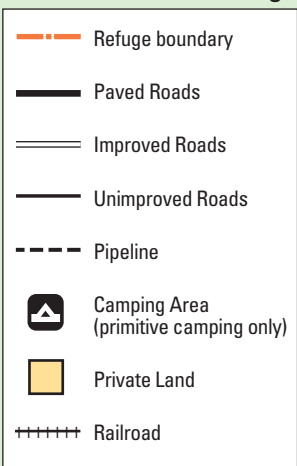 Refuge boundary
Paved Roads
Improved Roads
Unimproved Roads
Pipeline
Camping Area
(primitive camping only)
Private Land
Railroad